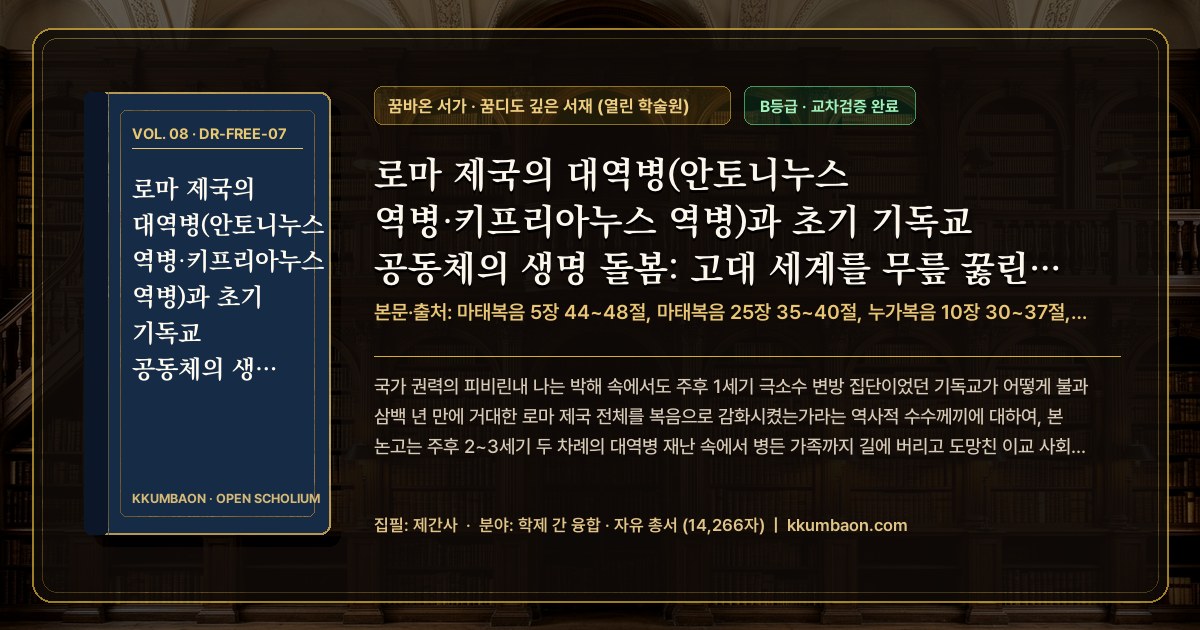 VOL. 08 · DR-FREE-07
로마 제국의
대역병(안토니누스
역병·키프리아누스
역병)과 초기
기독교
공동체의 생…
KKUMBAON · OPEN SCHOLIUM
꿈바온 서가 · 꿈디도 깊은 서재 (열린 학술원)
B등급 · 교차검증 완료
로마 제국의 대역병(안토니누스
역병·키프리아누스 역병)과 초기 기독교
공동체의 생명 돌봄: 고대 세계를 무릎 꿇린…
본문·출처: 마태복음 5장 44~48절, 마태복음 25장 35~40절, 누가복음 10장 30~37절,...
국가 권력의 피비린내 나는 박해 속에서도 주후 1세기 극소수 변방 집단이었던 기독교가 어떻게 불과
삼백 년 만에 거대한 로마 제국 전체를 복음으로 감화시켰는가라는 역사적 수수께끼에 대하여, 본
논고는 주후 2~3세기 두 차례의 대역병 재난 속에서 병든 가족까지 길에 버리고 도망친 이교 사회...
집필: 제간사 · 분야: 학제 간 융합 · 자유 총서 (14,266자) | kkumbaon.com